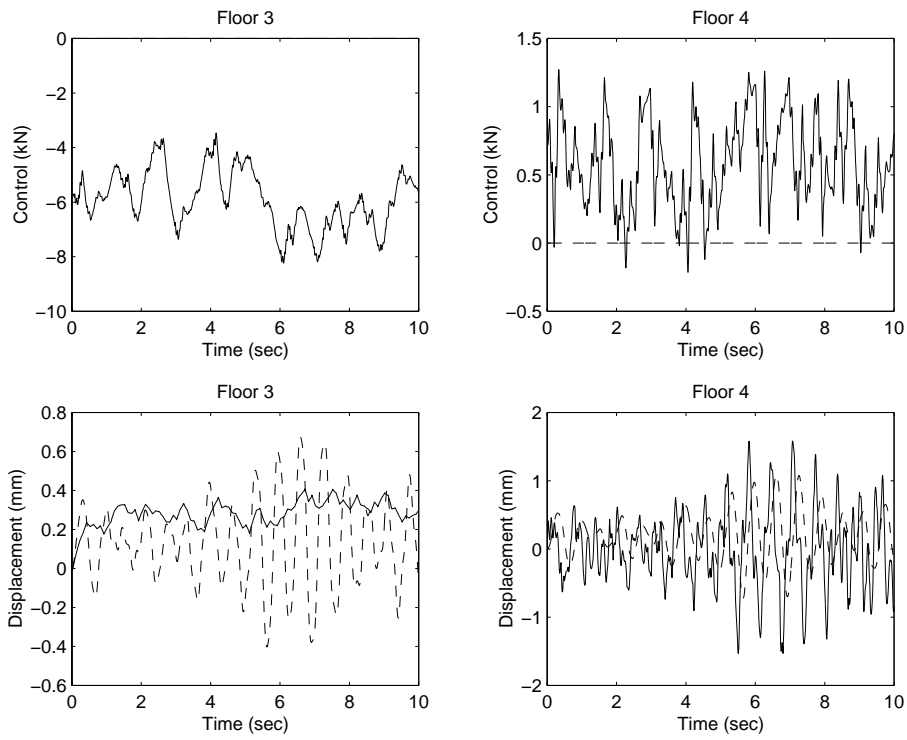 Floor 3
Control (kN)
0
−2
−4
−6
−8
−10
0 2 4 6 8 10
Time (sec)
Floor 4
Control (kN)
1.5
1
0.5
0
−0.5
0 2 4 6 8 10
Time (sec)
Floor 3
Displacement (mm)
0.8
0.6
0.4
0.2
0
−0.2
−0.4
−0.6
0 2 4 6 8 10
Time (sec)
Floor 4
Displacement (mm)
2
1
0
−1
−2
0 2 4 6 8 10
Time (sec)